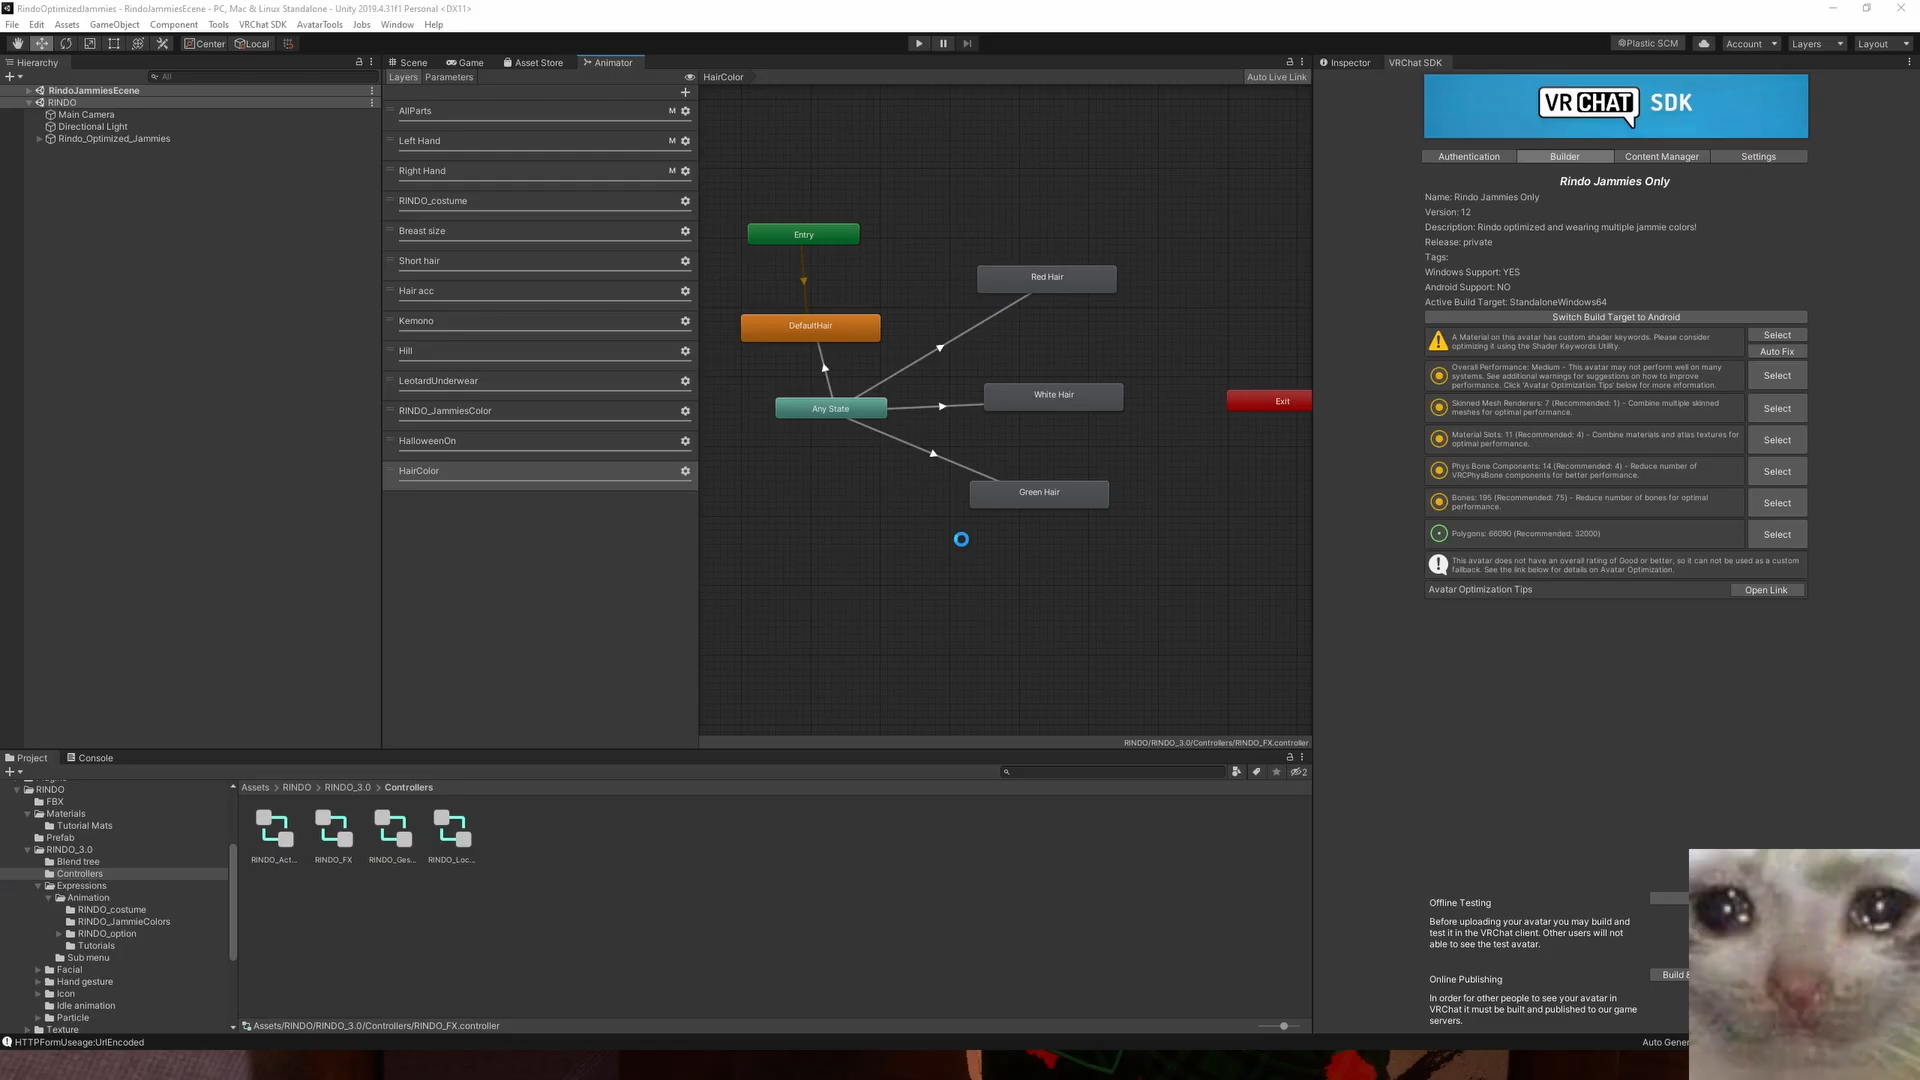 RindoOptimizedJammies - RindoJammiesEcene - PC, Mac & Linux Standalone - Unity 2019.4.31f1 Personal <DX11>
File Edit Assets GameObject Component Tools VRChat SDK AvatarTools Jobs Window Help
Center Local Plastic SCM Account Layers Layout
Hierarchy
All
RindoJammiesEcene
RINDO
Main Camera
Directional Light
Rindo_Optimized_Jammies
Scene Game Asset Store Animator
Layers Parameters
HairColor
Auto Live Link
AllParts M
Left Hand M
Right Hand M
RINDO_costume
Breast size
Short hair
Hair acc
Kemono
Hill
LeotardUnderwear
RINDO_JammiesColor
HalloweenOn
HairColor
Entry
Red Hair
DefaultHair
White Hair
Exit
Any State
Green Hair
RINDO/RINDO_3.0/Controllers/RINDO_FX.controller
Inspector VRChat SDK
VR CHAT SDK
Authentication Builder Content Manager Settings
Rindo Jammies Only
Name: Rindo Jammies Only
Version: 12
Description: Rindo optimized and wearing multiple jammie colors!
Release: private
Tags:
Windows Support: YES
Android Support: NO
Active Build Target: StandaloneWindows64
Switch Build Target to Android
A Material on this avatar has custom shader keywords. Please consider
optimizing it using the Shader Keywords Utility.
Select
Auto Fix
Overall Performance: Medium - This avatar may not perform well on many
systems. See additional warnings for suggestions on how to improve
performance. Click 'Avatar Optimization Tips' below for more information.
Select
Skinned Mesh Renderers: 7 (Recommended: 1) - Combine multiple skinned
meshes for optimal performance.
Select
Material Slots: 11 (Recommended: 4) - Combine materials and atlas textures for
optimal performance.
Select
Phys Bone Components: 14 (Recommended: 4) - Reduce number of
VRCPhysBone components for better performance.
Select
Bones: 195 (Recommended: 75) - Reduce number of bones for optimal
performance.
Select
Polygons: 66090 (Recommended: 32000)
Select
This avatar does not have an overall rating of Good or better, so it can not be used as a custom
fallback. See the link below for details on Avatar Optimization.
Avatar Optimization Tips
Open Link
Offline Testing
Before uploading your avatar you may build and
test it in the VRChat client. Other users will not
able to see the test avatar.
Online Publishing
Build &
In order for other people to see your avatar in
VRChat it must be built and published to our game
servers.
Project Console
2
RINDO
FBX
Materials
Tutorial Mats
Prefab
RINDO_3.0
Blend tree
Controllers
Expressions
Animation
RINDO_costume
RINDO_JammieColors
RINDO_option
Tutorials
Sub menu
Facial
Hand gesture
Icon
Idle animation
Particle
Texture
Assets > RINDO > RINDO_3.0 > Controllers
RINDO_Act... RINDO_FX RINDO_Ges... RINDO_Loc...
Assets/RINDO/RINDO_3.0/Controllers/RINDO_FX.controller
HTTPFormUseage:UrlEncoded
Auto Gener